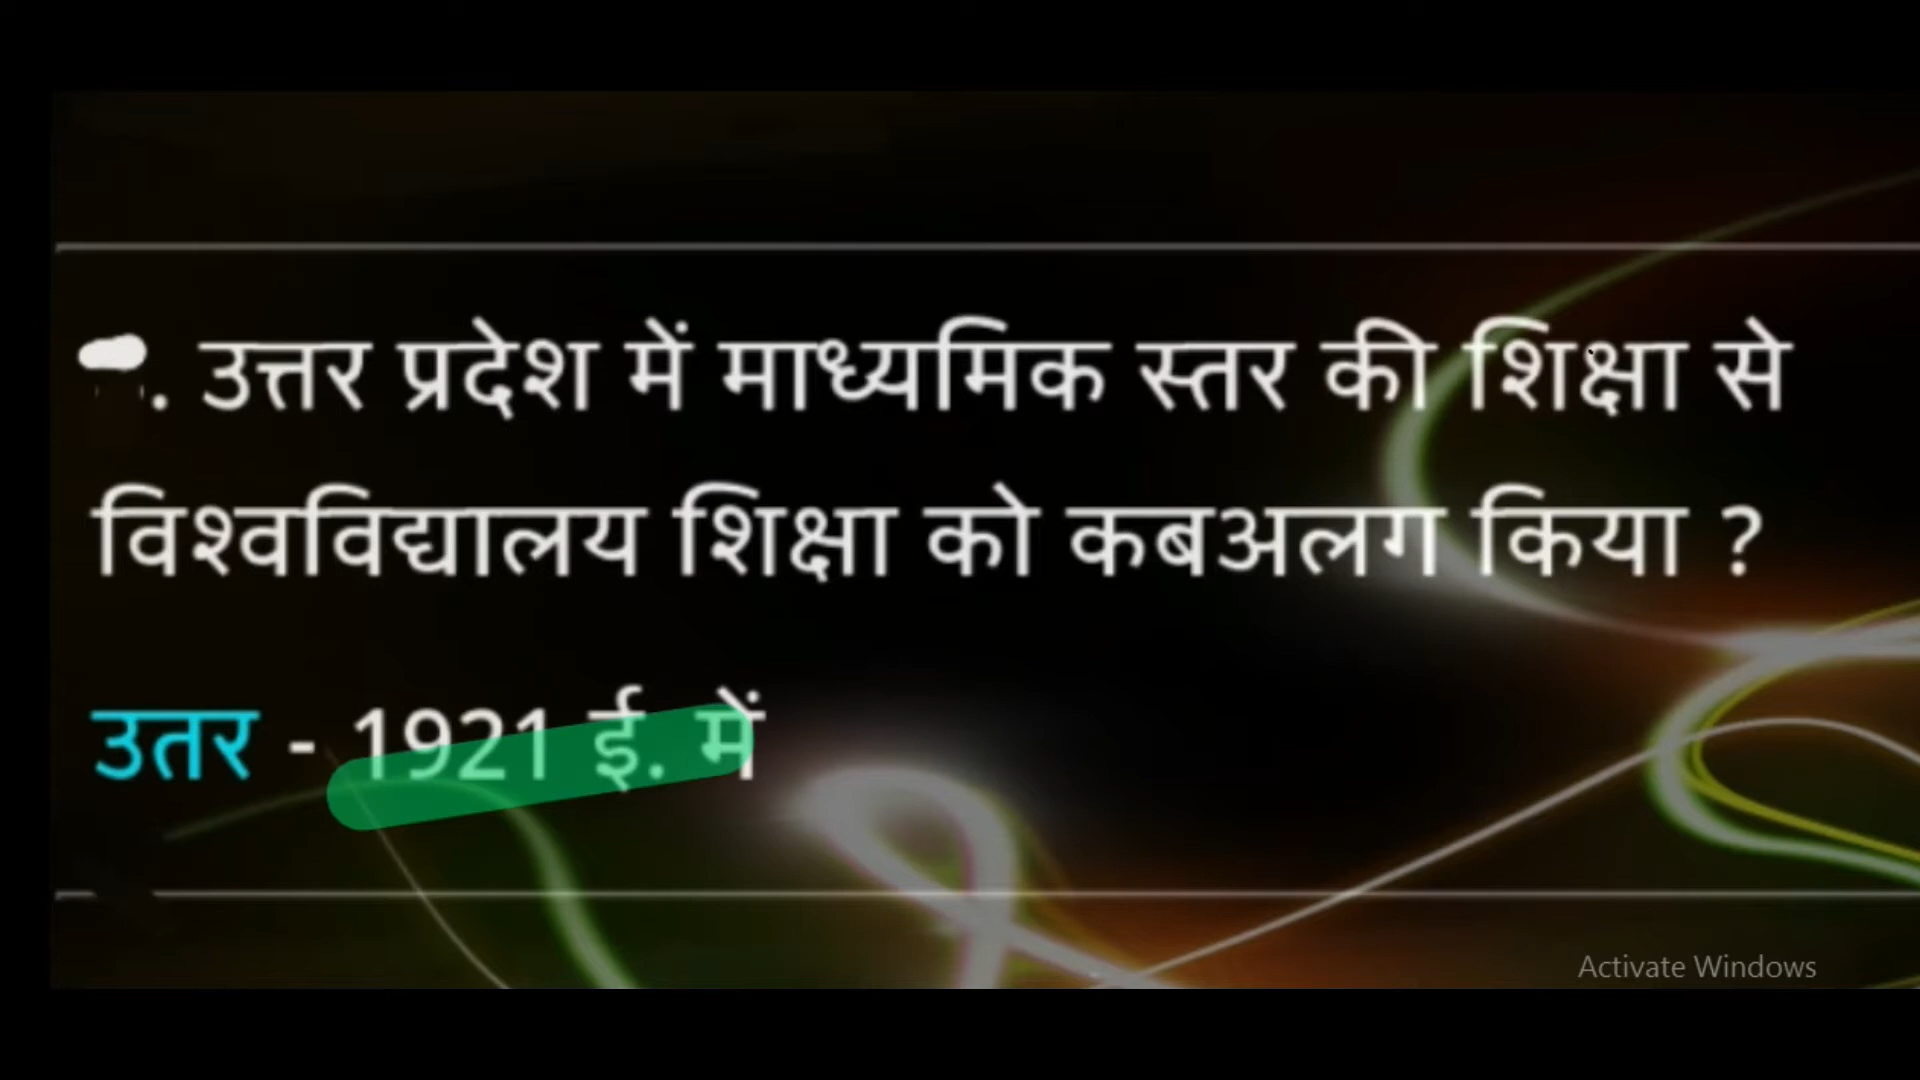 . उत्तर प्रदेश में माध्यमिक स्तर की शिक्षा से
विश्वविद्यालय शिक्षा को कबअलग किया ?
उतर - 1921 ई. में
Activate Windows